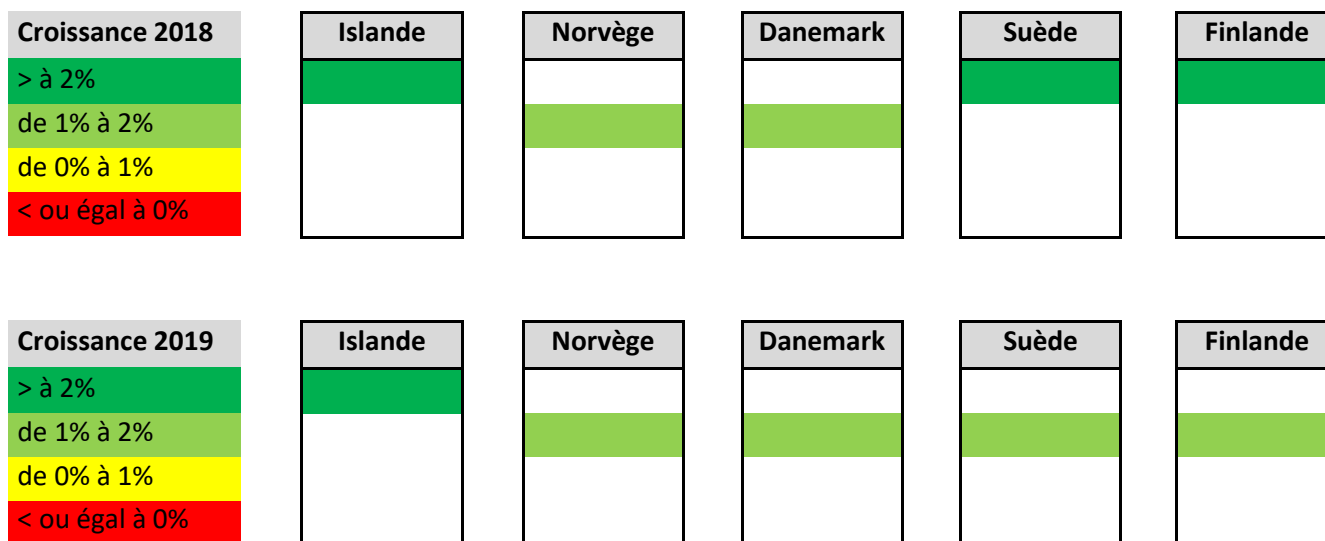 Croissance 2018 Islande Norvège Danemark Suède Finlande
> à 2%
de 1% à 2%
de 0% à 1%
< ou égal à 0%
Croissance 2019 Islande Norvège Danemark Suède Finlande
> à 2%
de 1% à 2%
de 0% à 1%
< ou égal à 0%